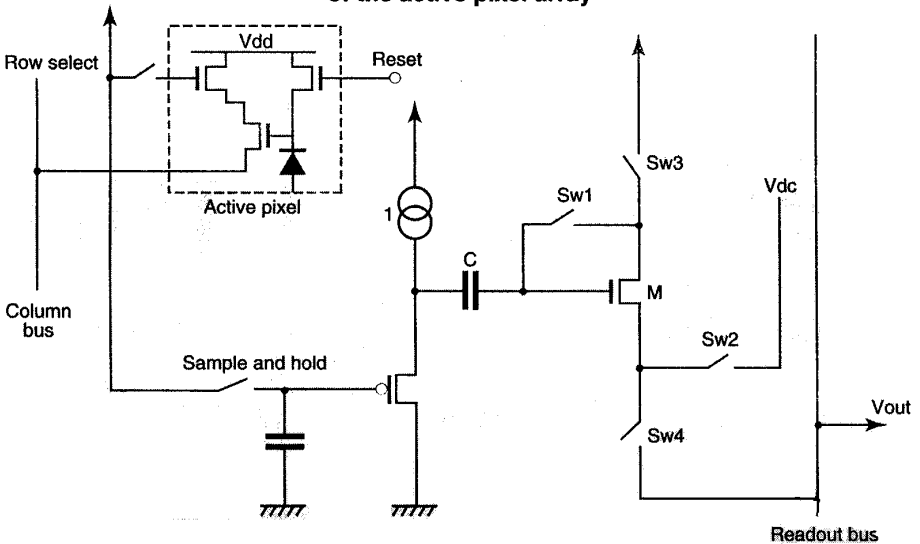 of the active pixel array
Vdd
Row select
Reset
Active pixel
Sw3
Sw1
Vdc
1
C
M
Column
bus
Sw2
Sample and hold
Vout
Sw4
Readout bus